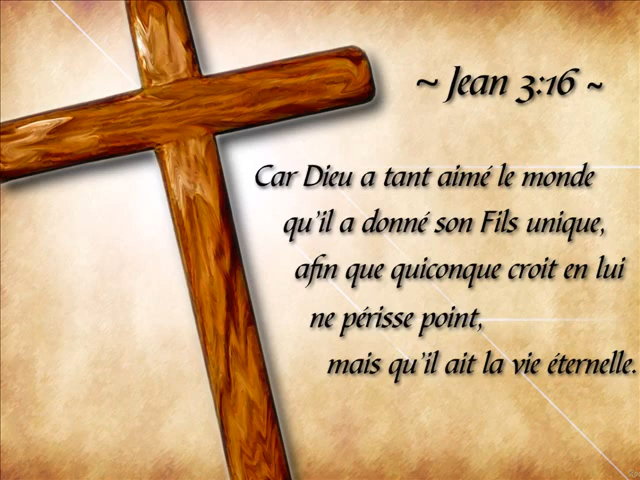 ~ Jean 3:16 ~
Car Dieu a tant aimé le monde
qu'il a donné son Fils unique,
afin que quiconque croit en lui
ne périsse point,
mais qu'il ait la vie éternelle.